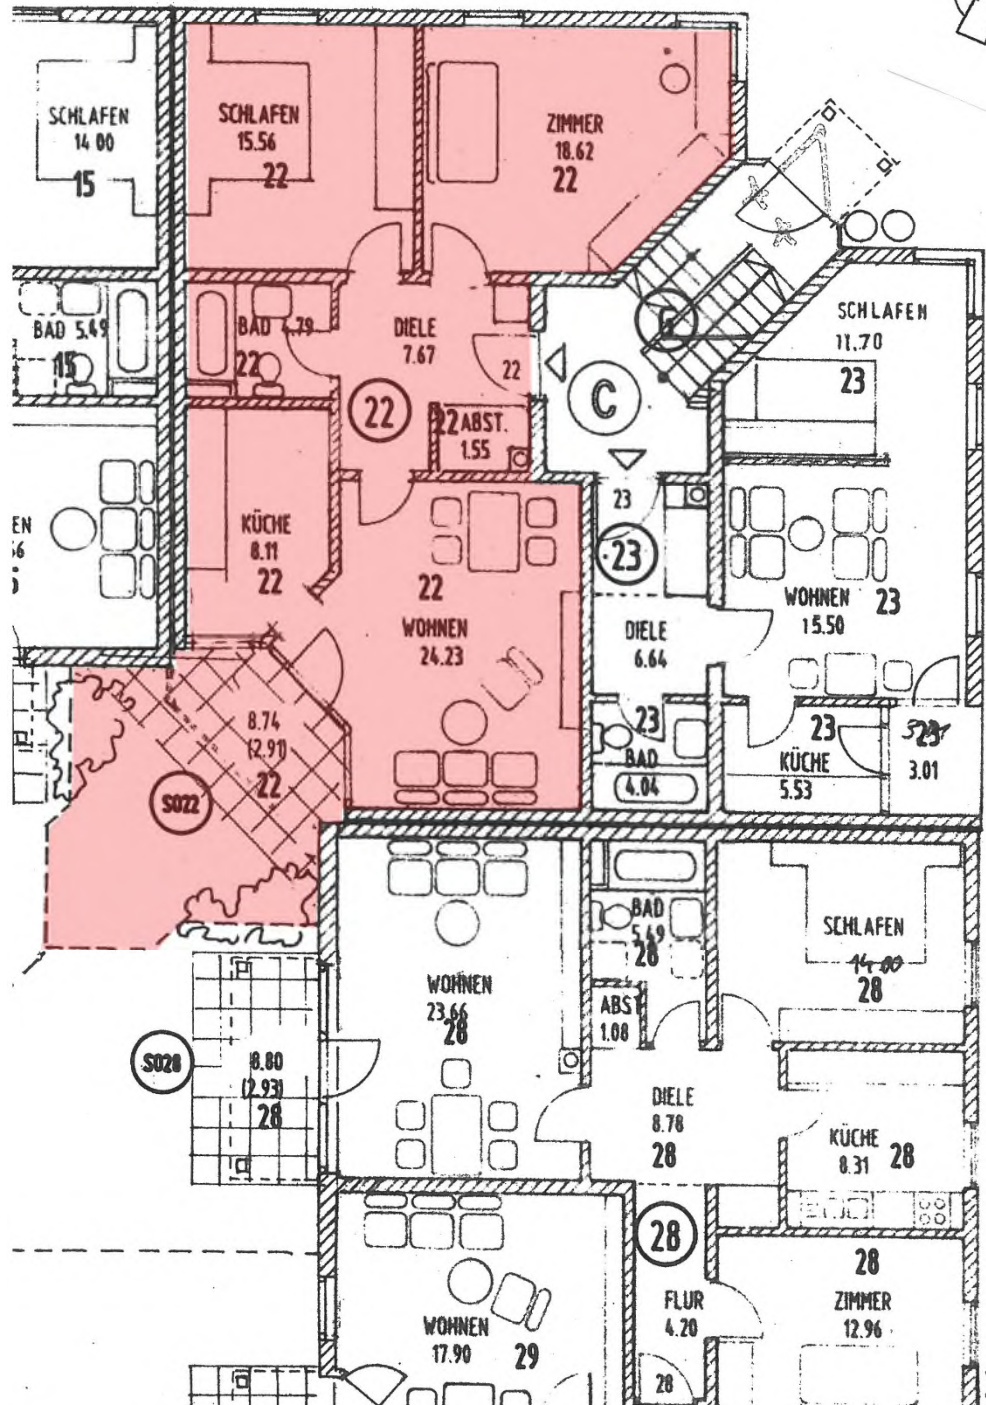 SCHLAFEN
14 00
15
SCHLAFEN
15.56
22
ZIMMER
18.62
22
BAD 5.49
15
BAD 4.79
22
DIELE
7.67
22
22
22 ABST.
1.55
G
C
SCHLAFEN
11.70
23
EN
66
KÜCHE
8.11
22
22
WOHNEN
24.23
23
23
DIELE
6.64
WOHNEN 23
15.50
8.74
(2.91)
22
S022
23
BAD
4.04
23
KÜCHE
5.53
23
3.01
WOHNEN
23.66
28
BAD
5.49
28
ABST
1.08
SCHLAFEN
14.00
28
S028
8.80
(2.93)
28
DIELE
8.78
28
KÜCHE 28
8.31
28
28
ZIMMER
12.96
FLUR
4.20
28
WOHNEN
17.90 29